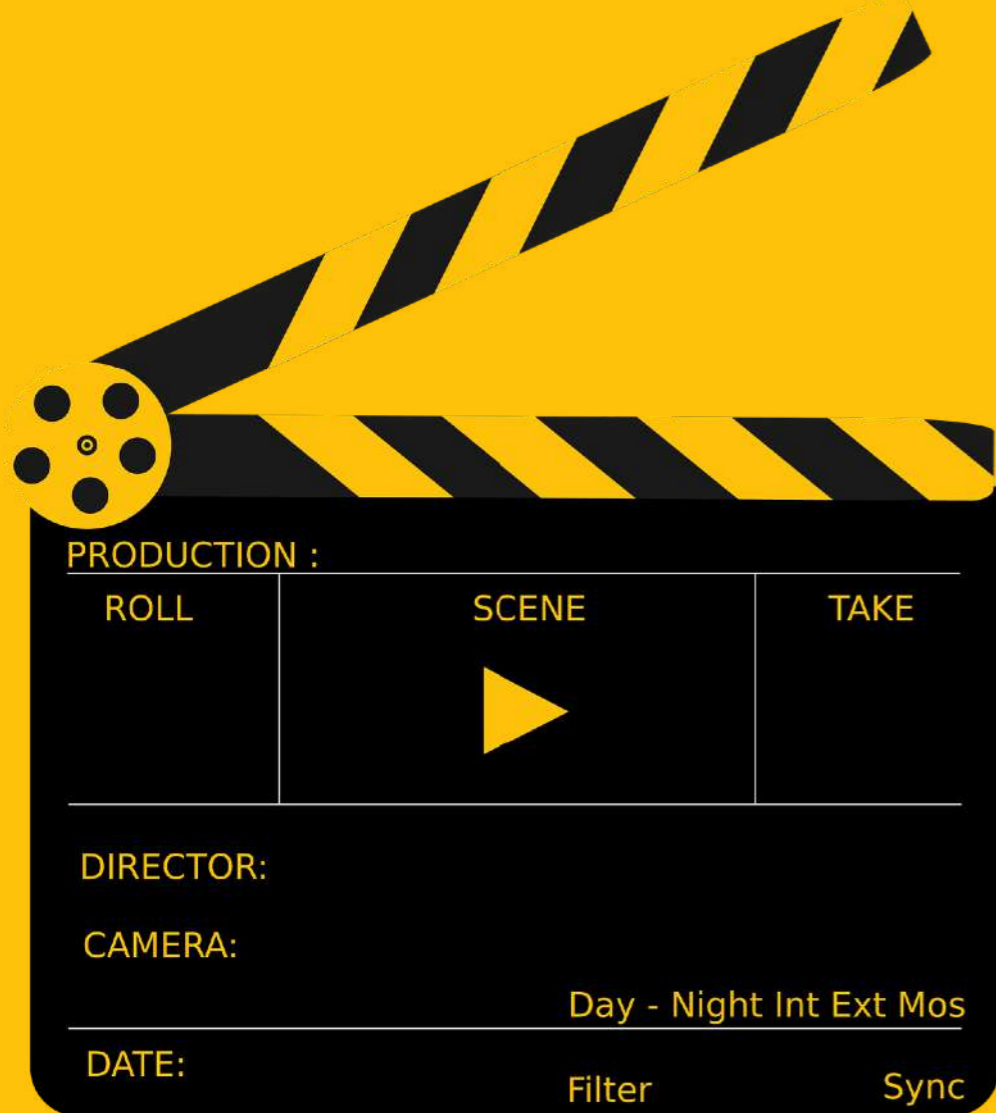 PRODUCTION :
ROLL SCENE TAKE
DIRECTOR:
CAMERA:
Day - Night Int Ext Mos
DATE:
Filter Sync